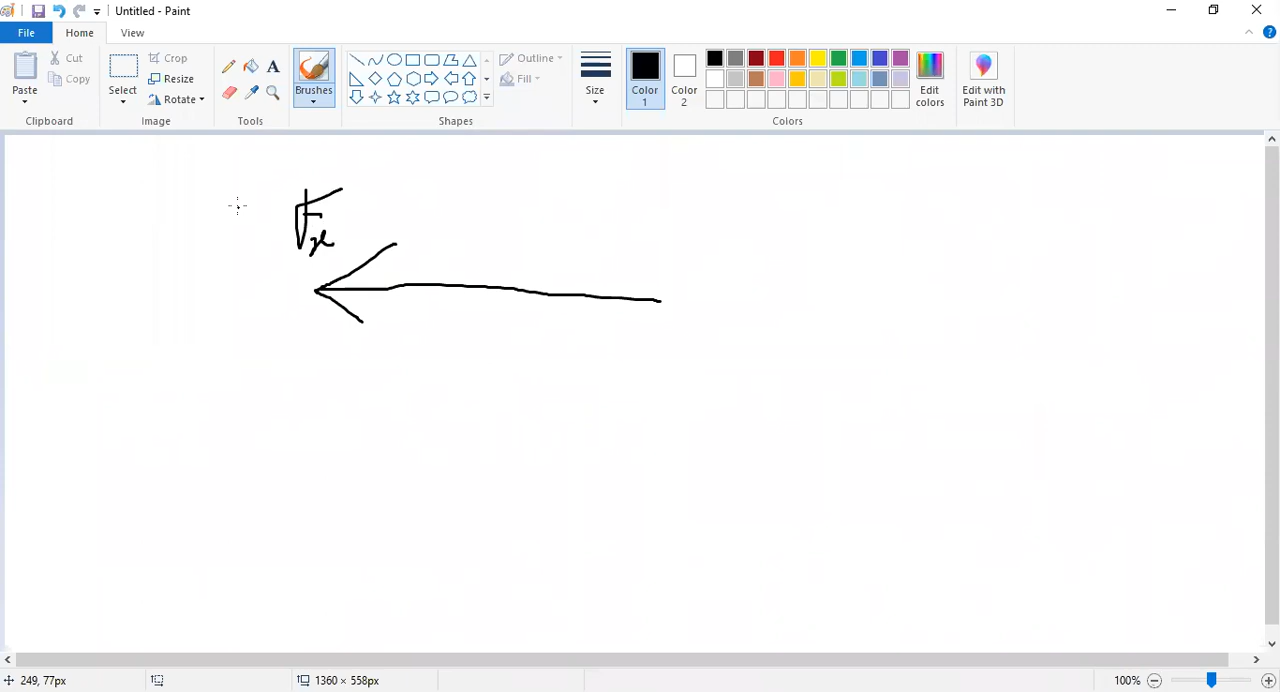 Untitled - Paint
File
Home
View
Paste
Cut
Copy
Clipboard
Select
Crop
Resize
Rotate
Image
A
Tools
Brushes
Outline
Fill
Shapes
Size
Color 1
Color 2
Edit colors
Colors
Edit with Paint 3D
Fx
249, 77px
1360 × 558px
100%